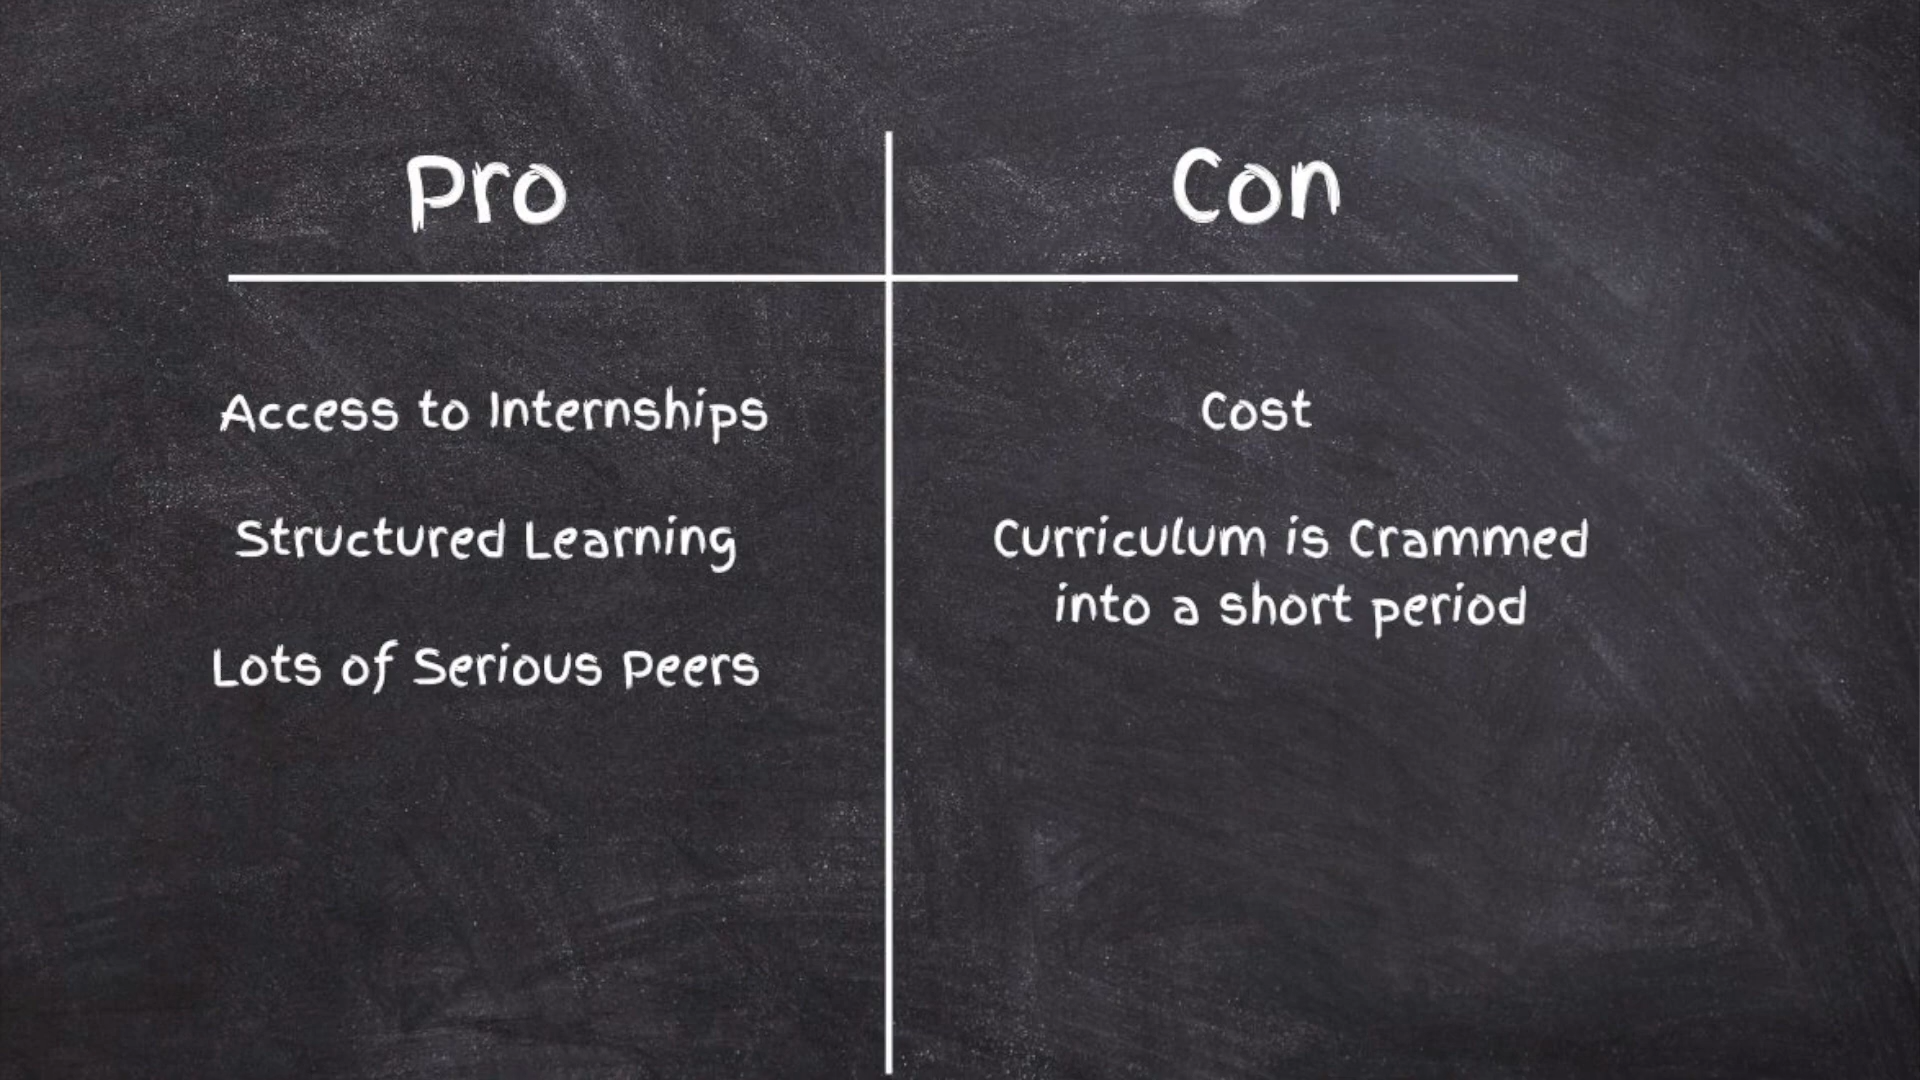 Pro
Con
Access to Internships
Structured Learning
Lots of Serious Peers
Cost
Curriculum is Crammed
into a short period